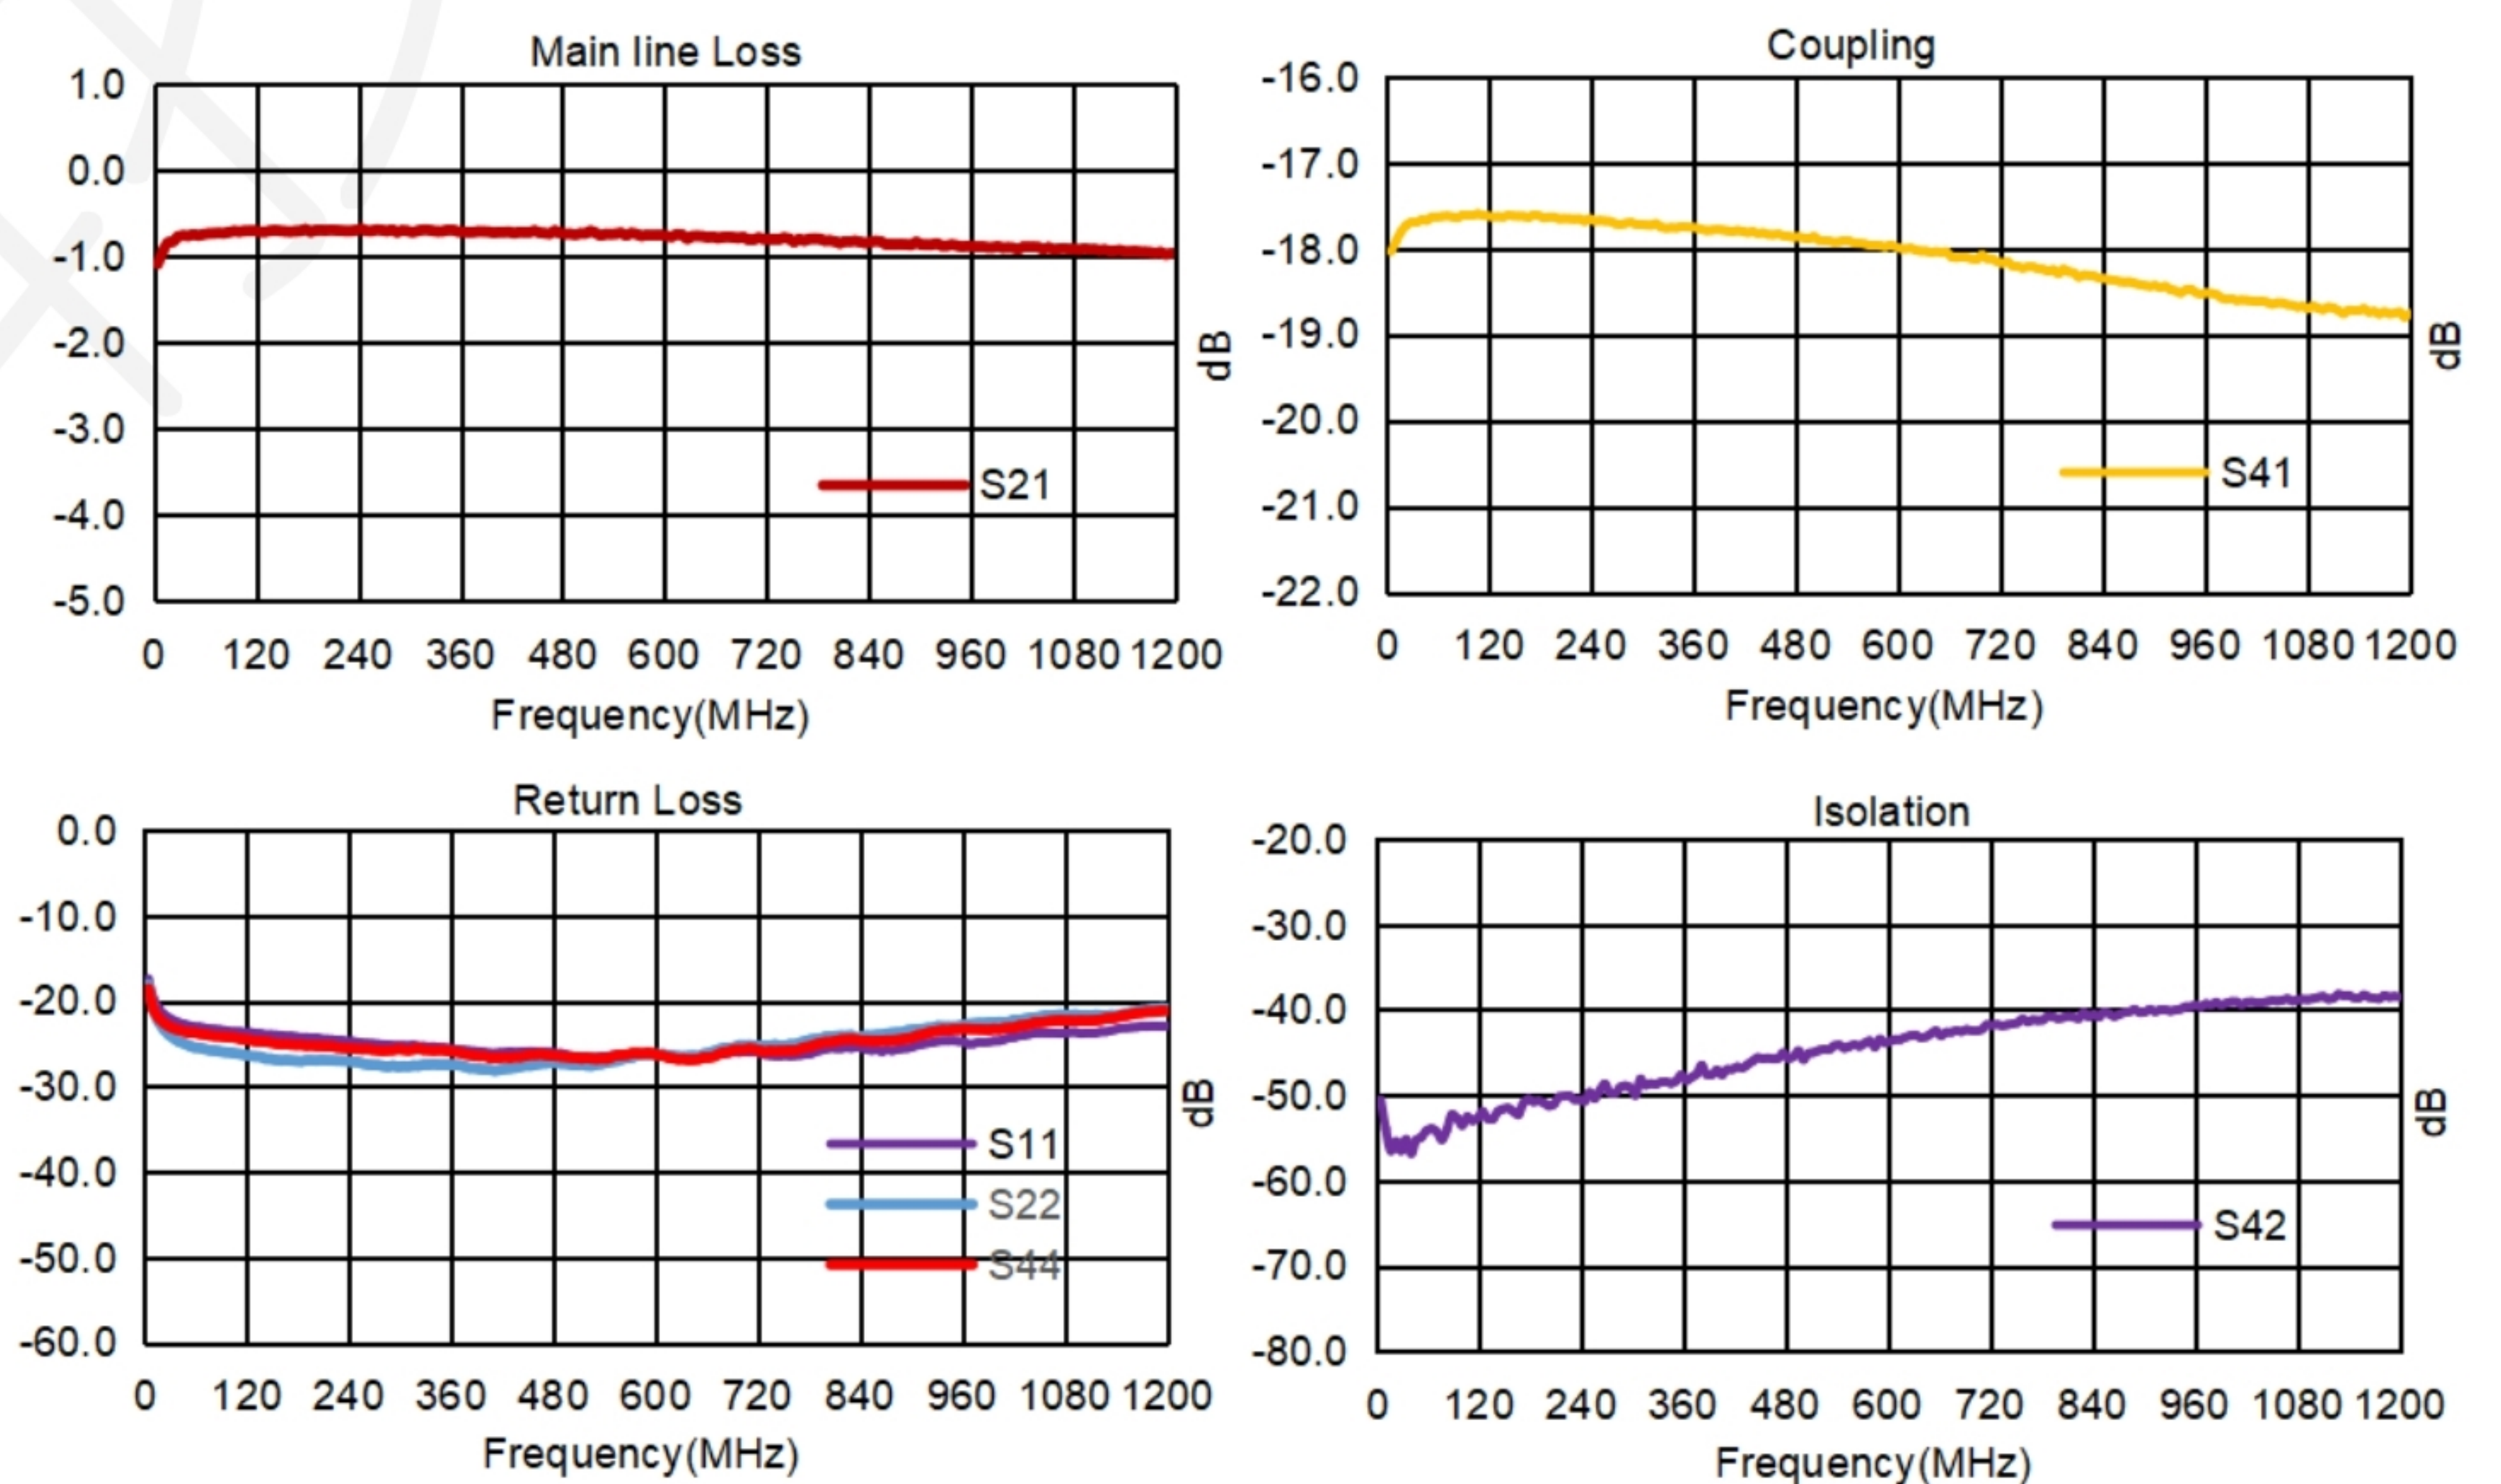 Main line Loss
1.0
0.0
-1.0
-2.0
-3.0
-4.0
-5.0
dB
S21
0 120 240 360 480 600 720 840 960 1080 1200
Frequency(MHz)
Coupling
-16.0
-17.0
-18.0
-19.0
-20.0
-21.0
-22.0
dB
S41
0 120 240 360 480 600 720 840 960 1080 1200
Frequency(MHz)
Return Loss
0.0
-10.0
-20.0
-30.0
-40.0
-50.0
-60.0
dB
S11
S22
S44
0 120 240 360 480 600 720 840 960 1080 1200
Frequency(MHz)
Isolation
-20.0
-30.0
-40.0
-50.0
-60.0
-70.0
-80.0
dB
S42
0 120 240 360 480 600 720 840 960 1080 1200
Frequency(MHz)